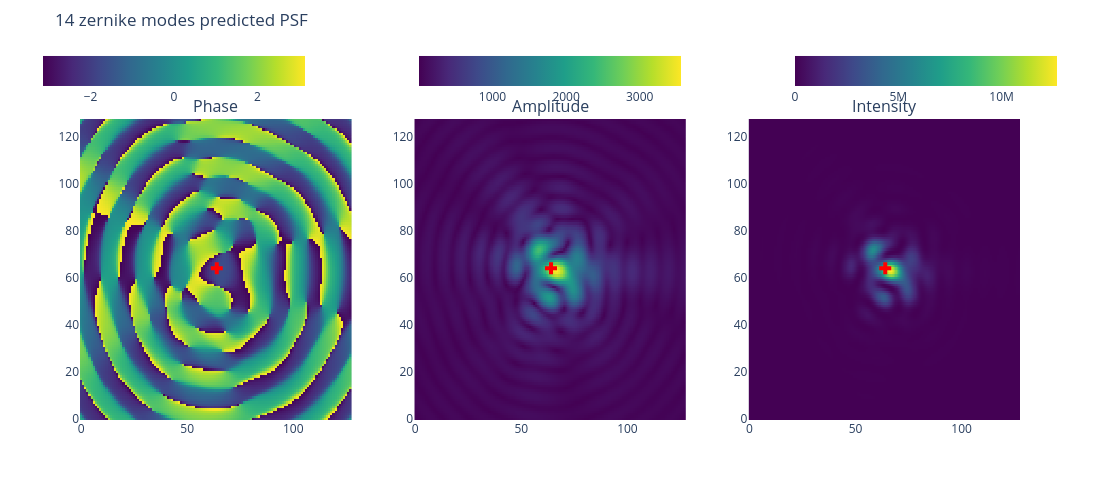 14 zernike modes predicted PSF
−2 0 2
1000 2000 3000
0 5M 10M
Phase
Amplitude
Intensity
120 120 120
100 100 100
80 80 80
60 60 60
40 40 40
20 20 20
0 0 0
0 50 100
0 50 100
0 50 100